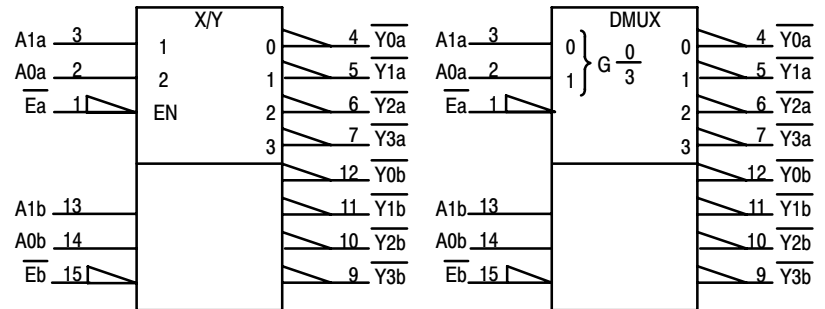 X/Y
A1a 3 1 0 4 Y0a
A0a 2 2 1 5 Y1a
Ea 1 EN 2 6 Y2a
3 7 Y3a
12 Y0b
A1b 13 11 Y1b
A0b 14 10 Y2b
Eb 15 9 Y3b
DMUX
A1a 3 0 } G 0/3 0 4 Y0a
A0a 2 1 1 5 Y1a
Ea 1 2 6 Y2a
3 7 Y3a
12 Y0b
A1b 13 11 Y1b
A0b 14 10 Y2b
Eb 15 9 Y3b